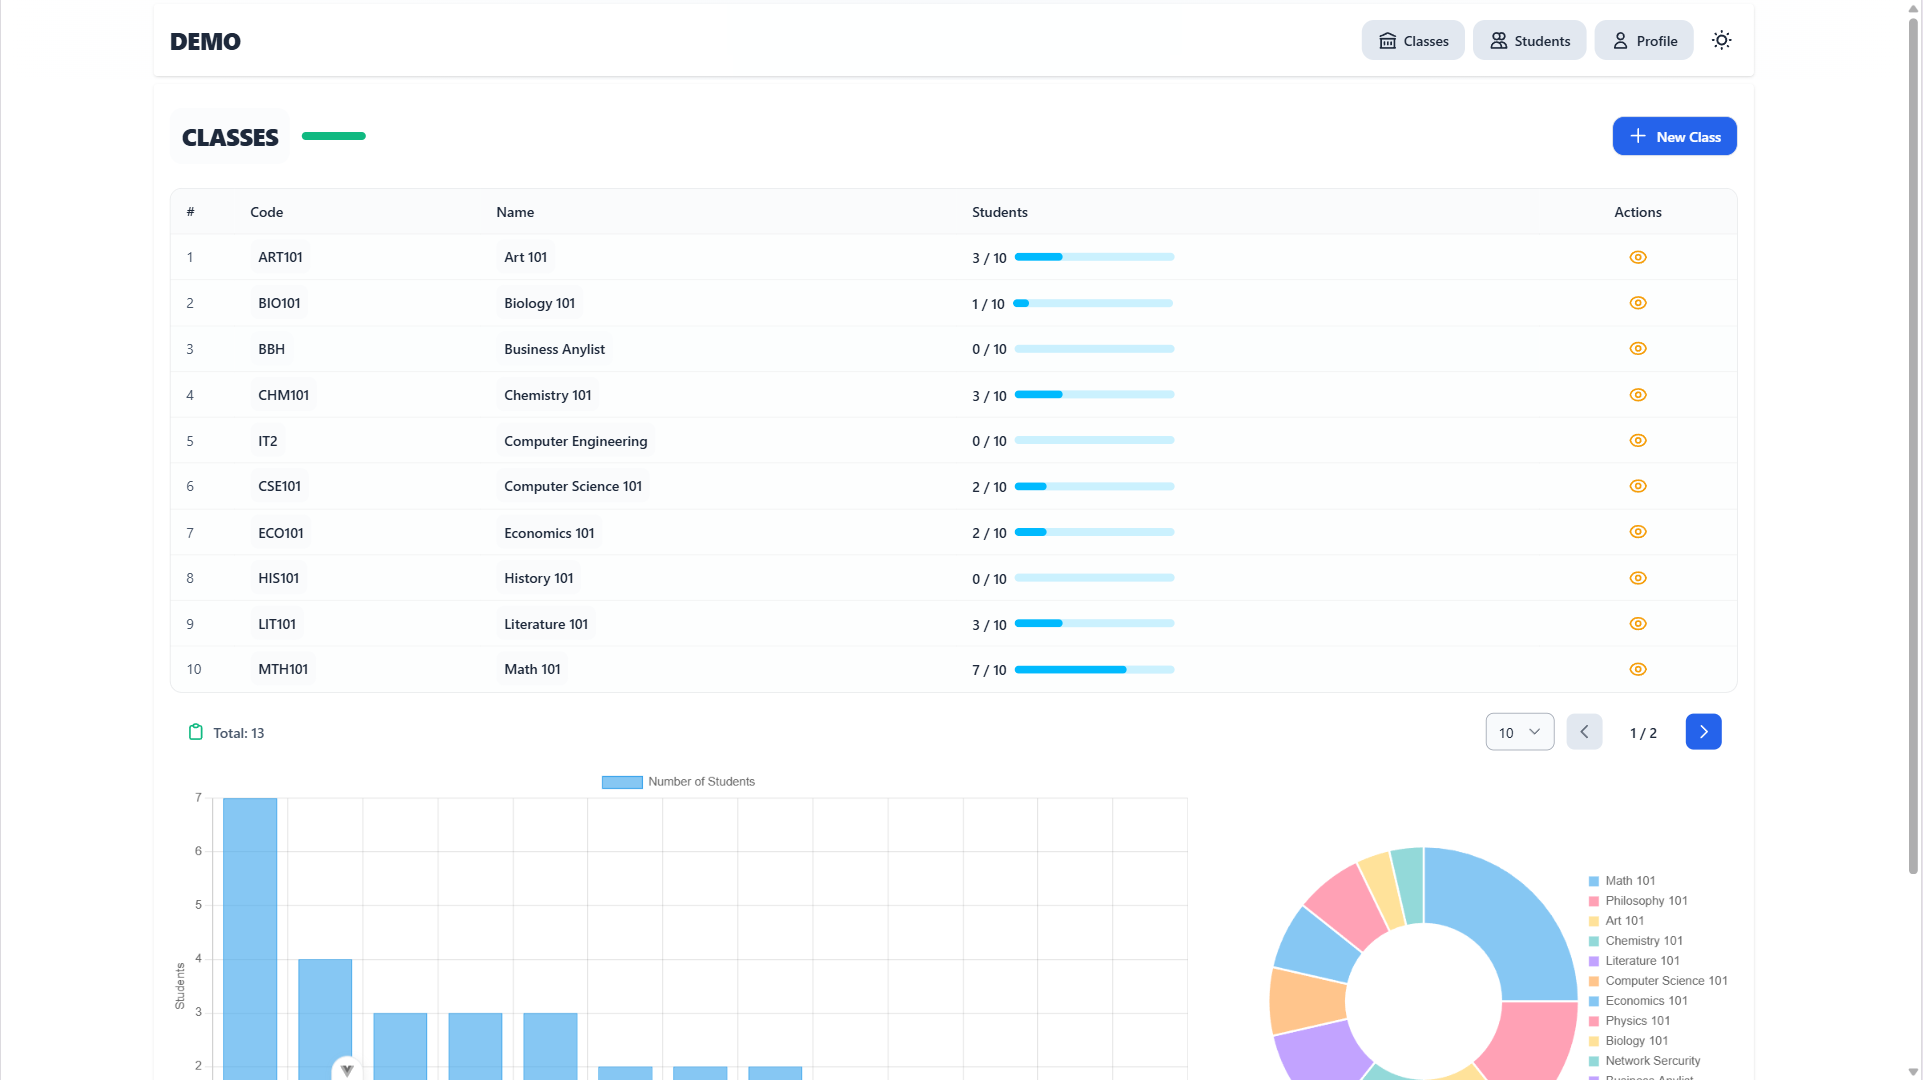 DEMO
Classes
Students
Profile
CLASSES
New Class
# Code Name Students Actions
1 ART101 Art 101 3 / 10
2 BIO101 Biology 101 1 / 10
3 BBH Business Anylist 0 / 10
4 CHM101 Chemistry 101 3 / 10
5 IT2 Computer Engineering 0 / 10
6 CSE101 Computer Science 101 2 / 10
7 ECO101 Economics 101 2 / 10
8 HIS101 History 101 0 / 10
9 LIT101 Literature 101 3 / 10
10 MTH101 Math 101 7 / 10
Total: 13
10
1 / 2
Number of Students
7
6
5
4
3
2
Students
Math 101
Philosophy 101
Art 101
Chemistry 101
Literature 101
Computer Science 101
Economics 101
Physics 101
Biology 101
Network Sercurity
Business Anylist